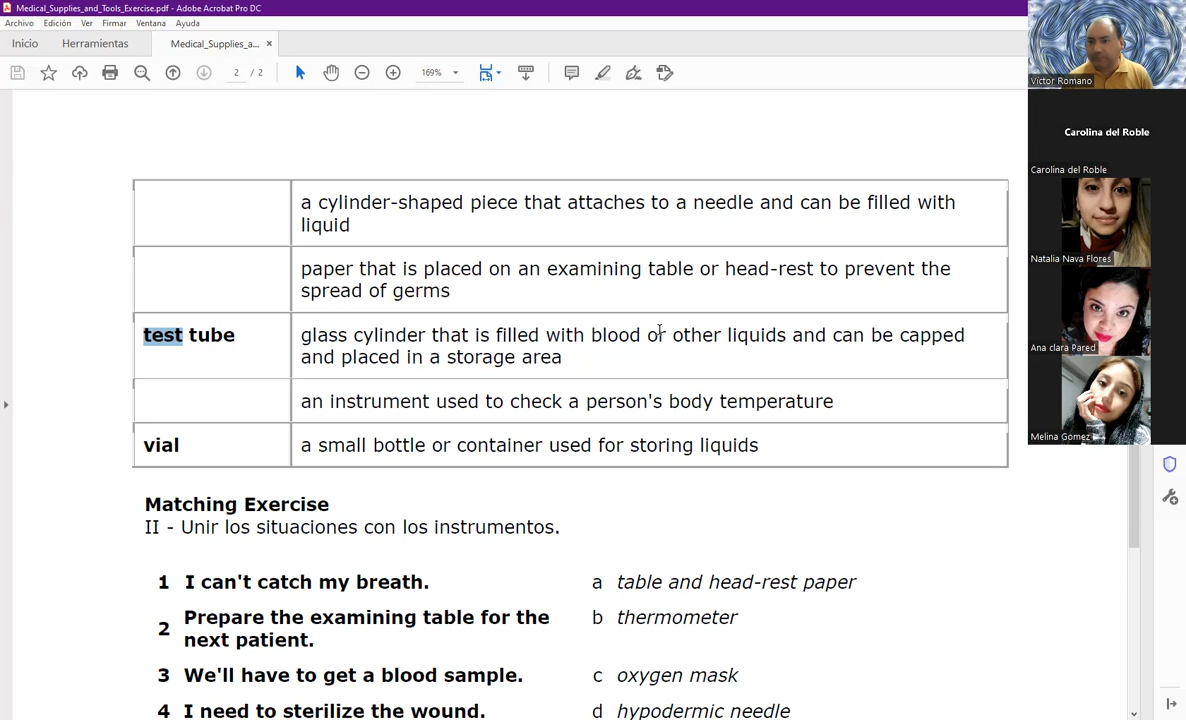 Medical_Supplies_and_Tools_Exercise.pdf - Adobe Acrobat Pro DC
Archivo Edición Ver Firmar Ventana Ayuda
Inicio Herramientas Medical_Supplies_a... ×
2 / 2 169%
a cylinder-shaped piece that attaches to a needle and can be filled with
liquid
paper that is placed on an examining table or head-rest to prevent the
spread of germs
test tube glass cylinder that is filled with blood or other liquids and can be capped
and placed in a storage area
an instrument used to check a person's body temperature
vial a small bottle or container used for storing liquids
Matching Exercise
II - Unir los situaciones con los instrumentos.
1 I can't catch my breath. a table and head-rest paper
2 Prepare the examining table for the b thermometer
next patient.
3 We'll have to get a blood sample. c oxygen mask
4 I need to sterilize the wound. d hypodermic needle
Víctor Romano
Carolina del Roble
Carolina del Roble
Natalia Nava Flores
Ana clara Pared
Melina Gomez